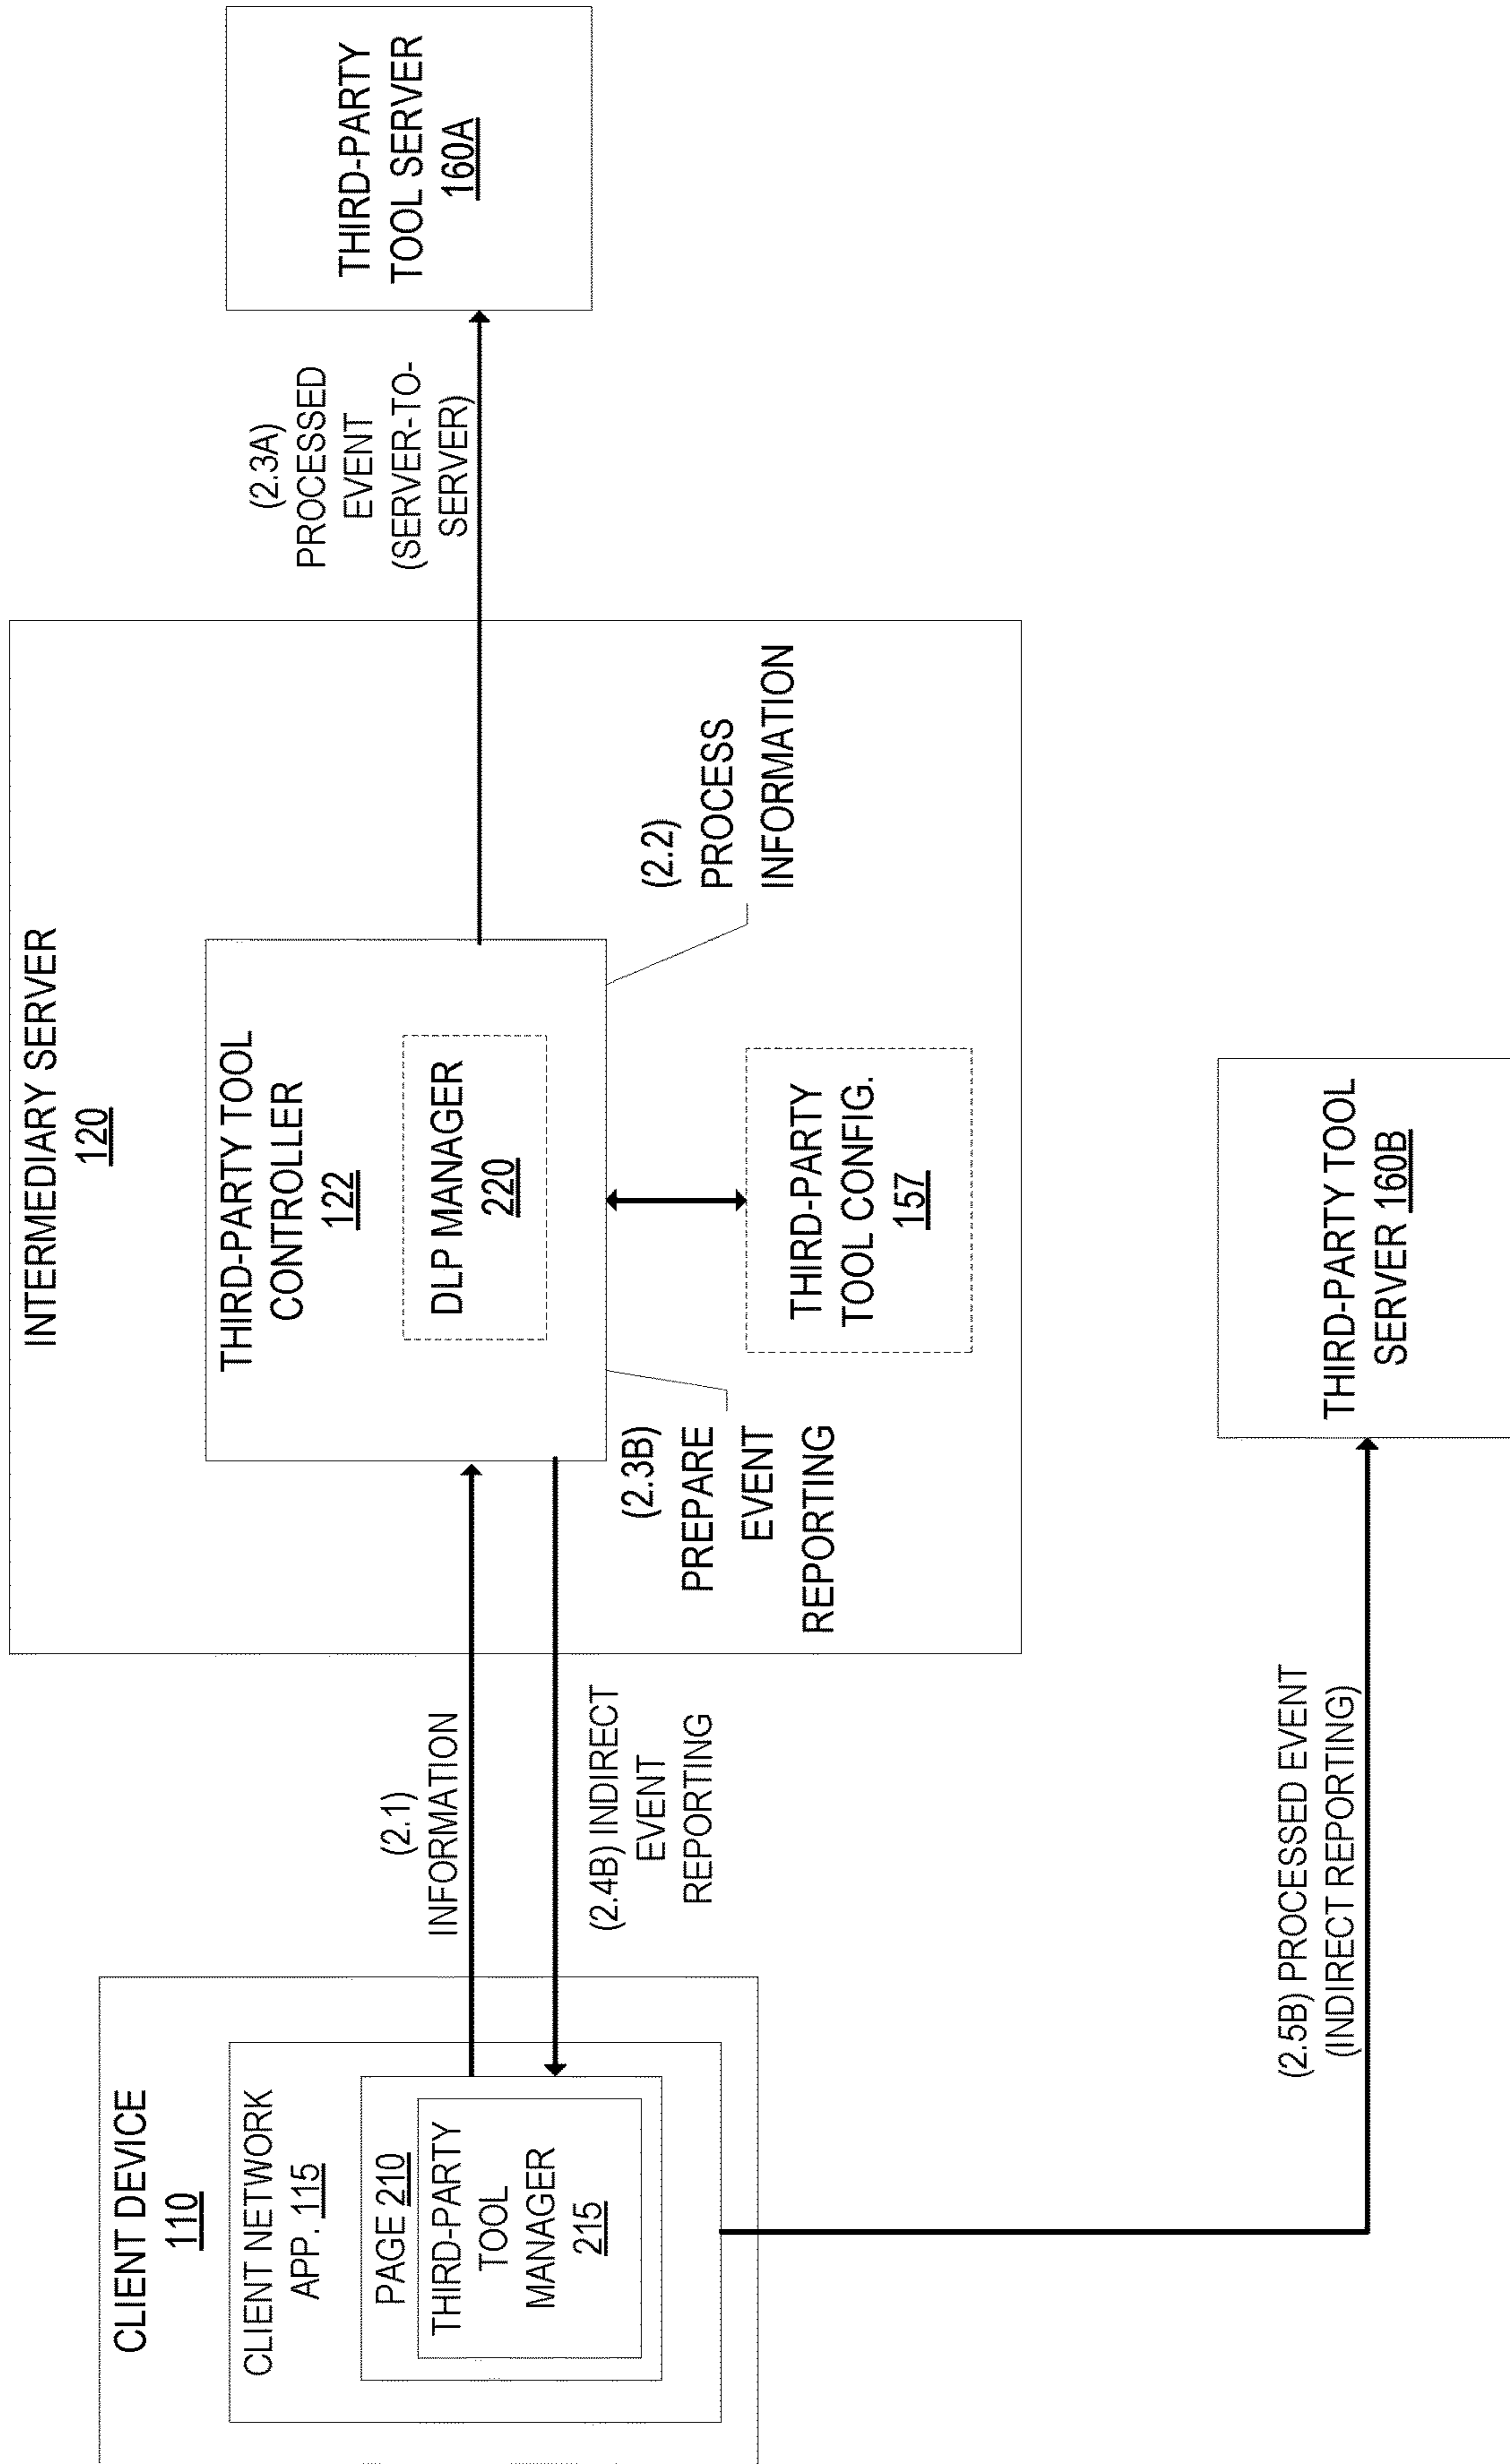 CLIENT DEVICE
110
CLIENT NETWORK
APP. 115
PAGE 210
THIRD-PARTY
TOOL
MANAGER
215
(2.1)
INFORMATION
(2.4B) INDIRECT
EVENT
REPORTING
INTERMEDIARY SERVER
120
THIRD-PARTY TOOL
CONTROLLER
122
DLP MANAGER
220
(2.3B)
PREPARE
EVENT
REPORTING
THIRD-PARTY
TOOL CONFIG.
157
(2.2)
PROCESS
INFORMATION
(2.3A)
PROCESSED
EVENT
(SERVER-TO-
SERVER)
THIRD-PARTY
TOOL SERVER
160A
(2.5B) PROCESSED EVENT
(INDIRECT REPORTING)
THIRD-PARTY TOOL
SERVER 160B